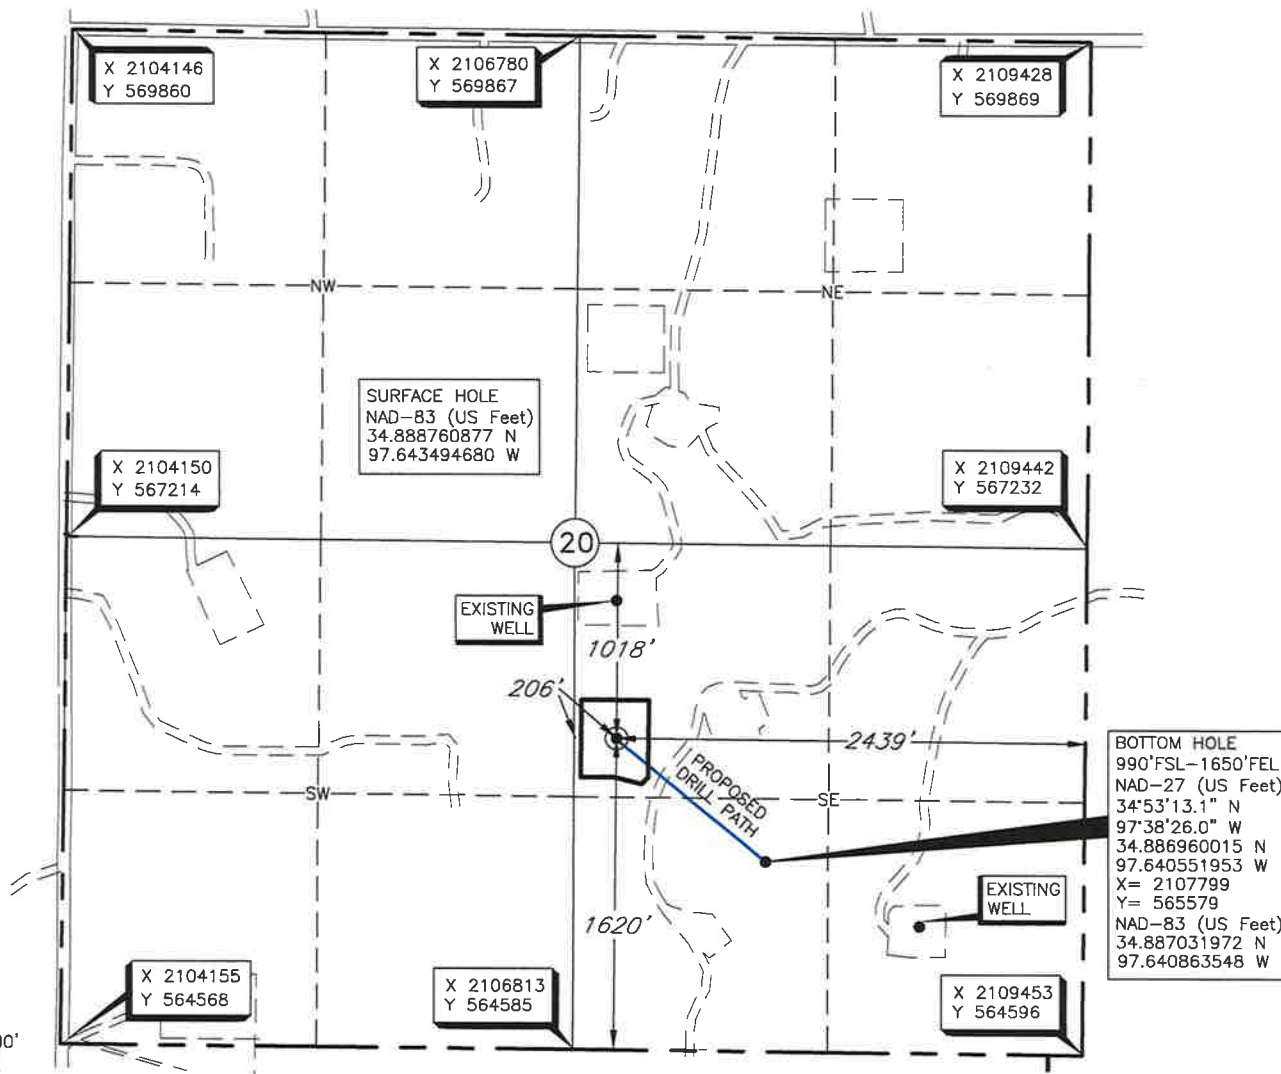 X 2104146
Y 569860
X 2106780
Y 569867
X 2109428
Y 569869
NW
NE
SURFACE HOLE
NAD-83 (US Feet)
34.888760877 N
97.643494680 W
X 2104150
Y 567214
X 2109442
Y 567232
20
EXISTING
WELL
1018'
206'
2439'
PROPOSED
DRILL PATH
SW
SE
BOTTOM HOLE
990'FSL-1650'FEL
NAD-27 (US Feet)
34°53'13.1" N
97°38'26.0" W
34.886960015 N
97.640551953 W
X= 2107799
Y= 565579
NAD-83 (US Feet)
34.887031972 N
97.640863548 W
EXISTING
WELL
1620'
X 2104155
Y 564568
X 2106813
Y 564585
X 2109453
Y 564596